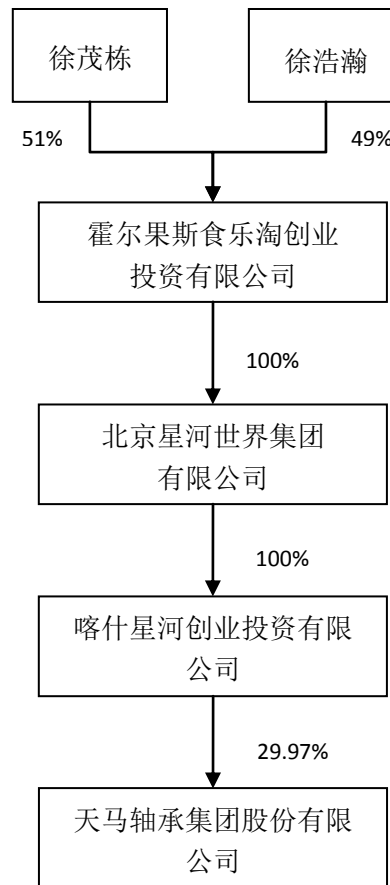 徐茂栋
徐浩瀚
51%
49%
霍尔果斯食乐淘创业
投资有限公司
100%
北京星河世界集团
有限公司
100%
喀什星河创业投资有限
公司
29.97%
天马轴承集团股份有限
公司